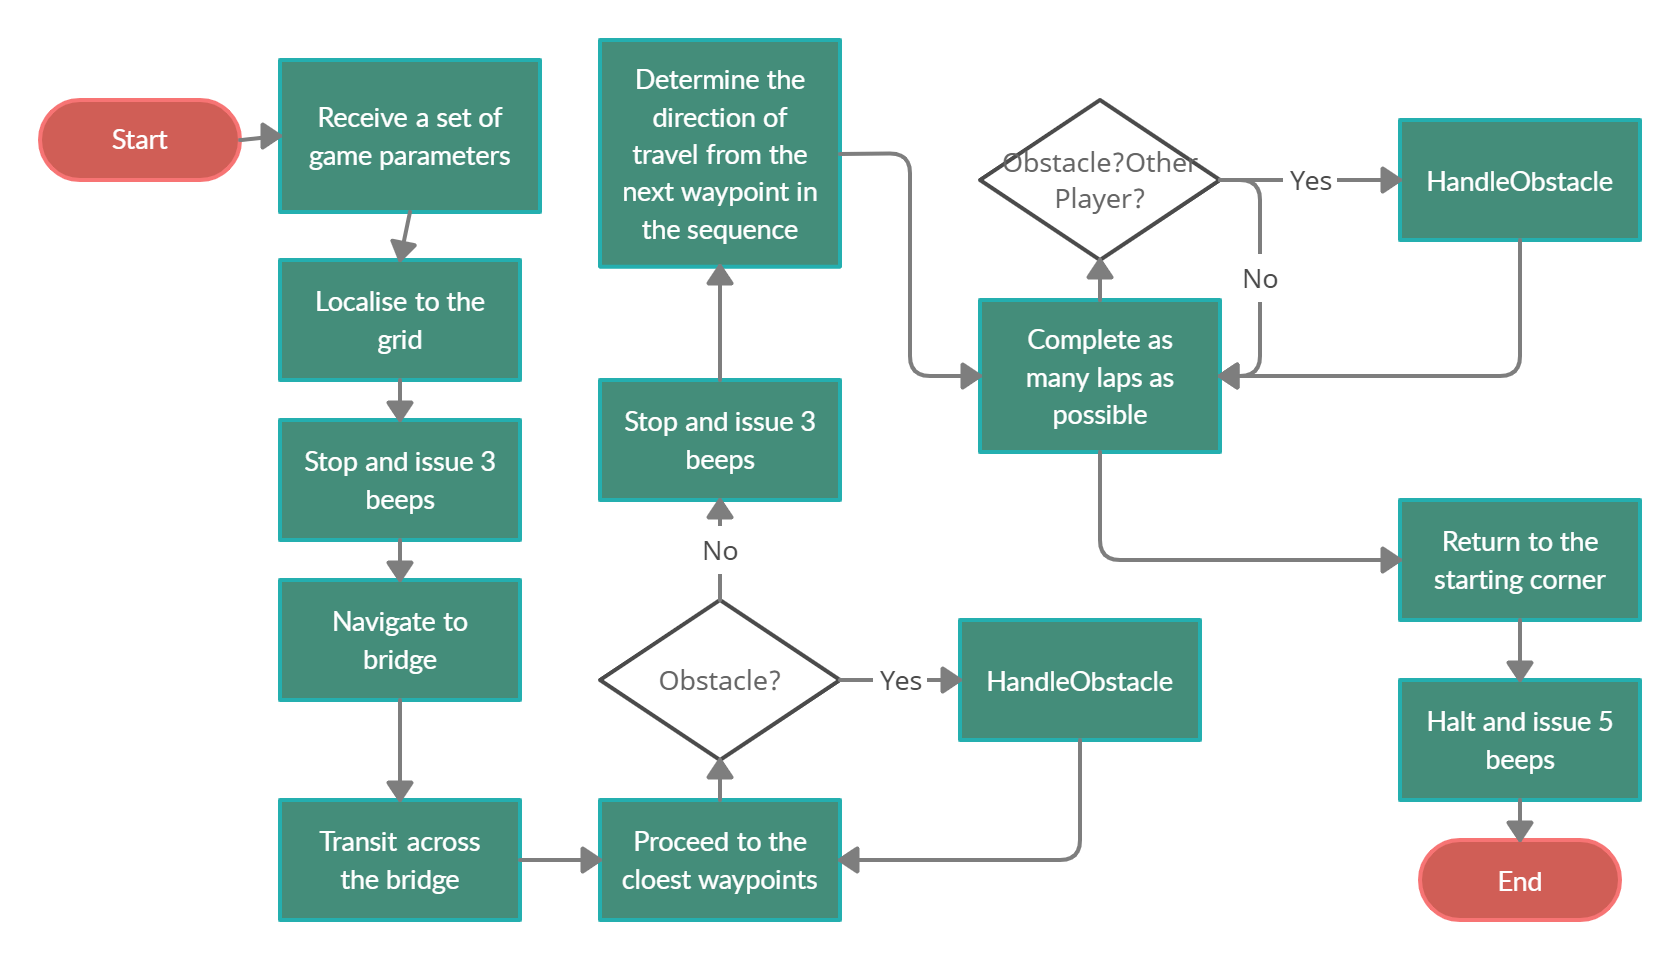 Start
Receive a set of
game parameters
Localise to the
grid
Stop and issue 3
beeps
Navigate to
bridge
Transit across
the bridge
Proceed to the
cloest waypoints
Obstacle?
Yes
HandleObstacle
No
Stop and issue 3
beeps
Determine the
direction of
travel from the
next waypoint in
the sequence
Complete as
many laps as
possible
Obstacle?Other
Player?
Yes
HandleObstacle
No
Return to the
starting corner
Halt and issue 5
beeps
End